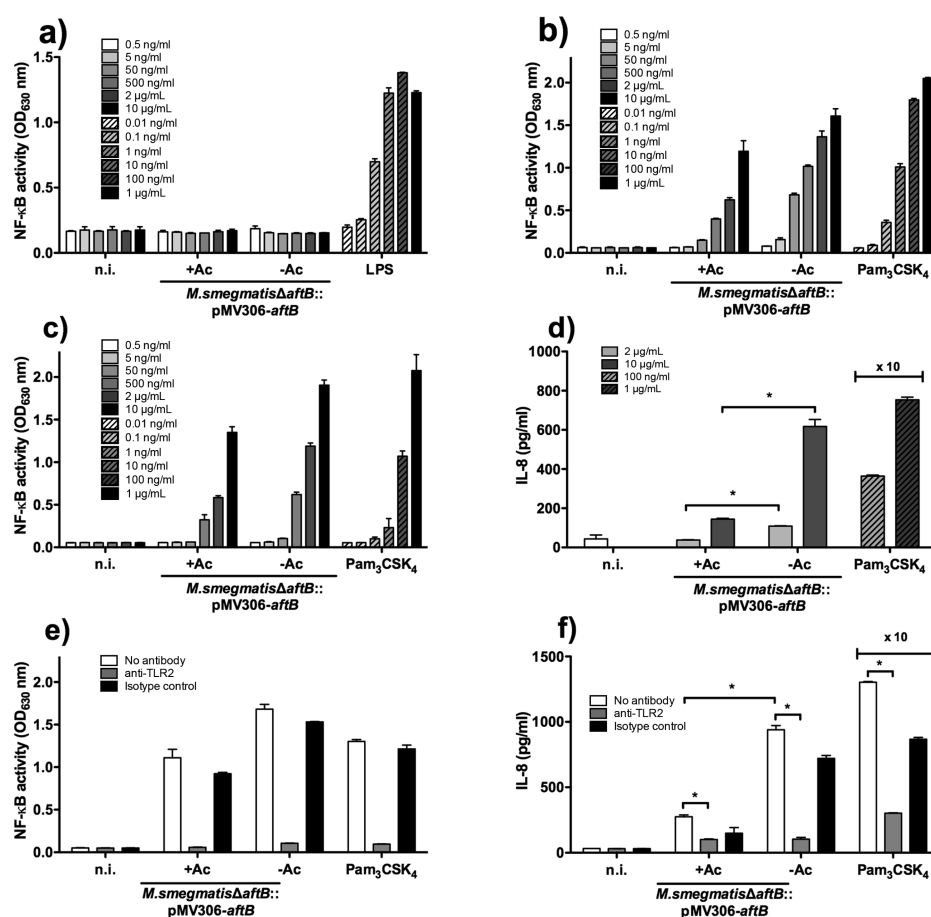 a)
0.5 ng/ml
5 ng/ml
50 ng/ml
500 ng/ml
2 µg/mL
10 µg/mL
0.01 ng/ml
0.1 ng/ml
1 ng/ml
10 ng/ml
100 ng/ml
1 µg/mL
NF-κB activity (OD630 nm)
1.5
1.0
0.5
0.0
n.i.
+Ac
-Ac
LPS
M.smegmatisΔaftB::
pMV306-aftB
b)
0.5 ng/ml
5 ng/ml
50 ng/ml
500 ng/ml
2 µg/mL
10 µg/mL
0.01 ng/ml
0.1 ng/ml
1 ng/ml
10 ng/ml
100 ng/ml
1 µg/mL
NF-κB activity (OD630 nm)
2.0
1.5
1.0
0.5
0.0
n.i.
+Ac
-Ac
Pam3CSK4
M.smegmatisΔaftB::
pMV306-aftB
c)
0.5 ng/ml
5 ng/ml
50 ng/ml
500 ng/ml
2 µg/mL
10 µg/mL
0.01 ng/ml
0.1 ng/ml
1 ng/ml
10 ng/ml
100 ng/ml
1 µg/mL
NF-κB activity (OD630 nm)
2.0
1.5
1.0
0.5
0.0
n.i.
+Ac
-Ac
Pam3CSK4
M.smegmatisΔaftB::
pMV306-aftB
d)
2 µg/mL
10 µg/mL
100 ng/ml
1 µg/mL
x 10
*
*
IL-8 (pg/ml)
1000
800
600
400
200
0
n.i.
+Ac
-Ac
Pam3CSK4
M.smegmatisΔaftB::
pMV306-aftB
e)
No antibody
anti-TLR2
Isotype control
NF-κB activity (OD630 nm)
2.0
1.5
1.0
0.5
0.0
n.i.
+Ac
-Ac
Pam3CSK4
M.smegmatisΔaftB::
pMV306-aftB
f)
No antibody
anti-TLR2
Isotype control
x 10
*
*
*
*
IL-8 (pg/ml)
1500
1000
500
0
n.i.
+Ac
-Ac
Pam3CSK4
M.smegmatisΔaftB::
pMV306-aftB